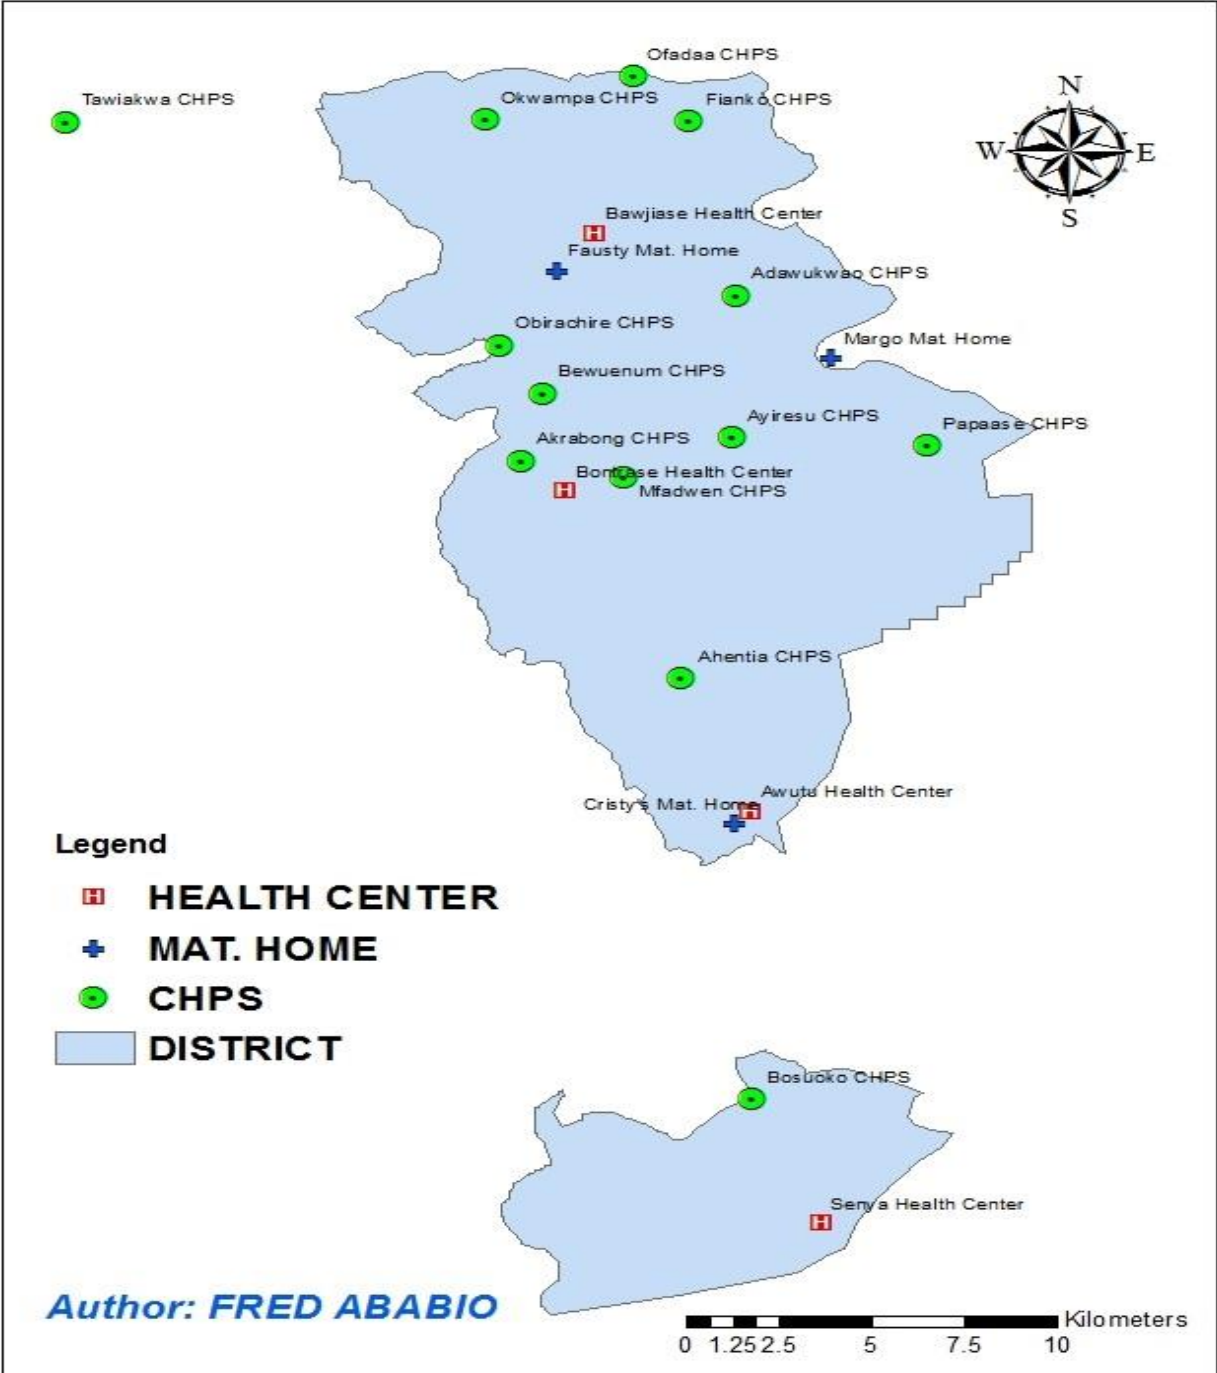 Ofadaa CHPS
Tawiakwa CHPS
Okwampa CHPS
Fianko CHPS
N
W
E
S
Bawjiase Health Center
Fausty Mat. Home
Adawukwao CHPS
Obirachire CHPS
Margo Mat. Home
Bewuenum CHPS
Ayiresu CHPS
Papaase CHPS
Akrabong CHPS
Bontrase Health Center
Mfadwen CHPS
Ahentia CHPS
Awutu Health Center
Cristy's Mat. Home
Legend
HEALTH CENTER
MAT. HOME
CHPS
DISTRICT
Bosuoko CHPS
Senya Health Center
Author: FRED ABABIO
Kilometers
0 1.25 2.5 5 7.5 10